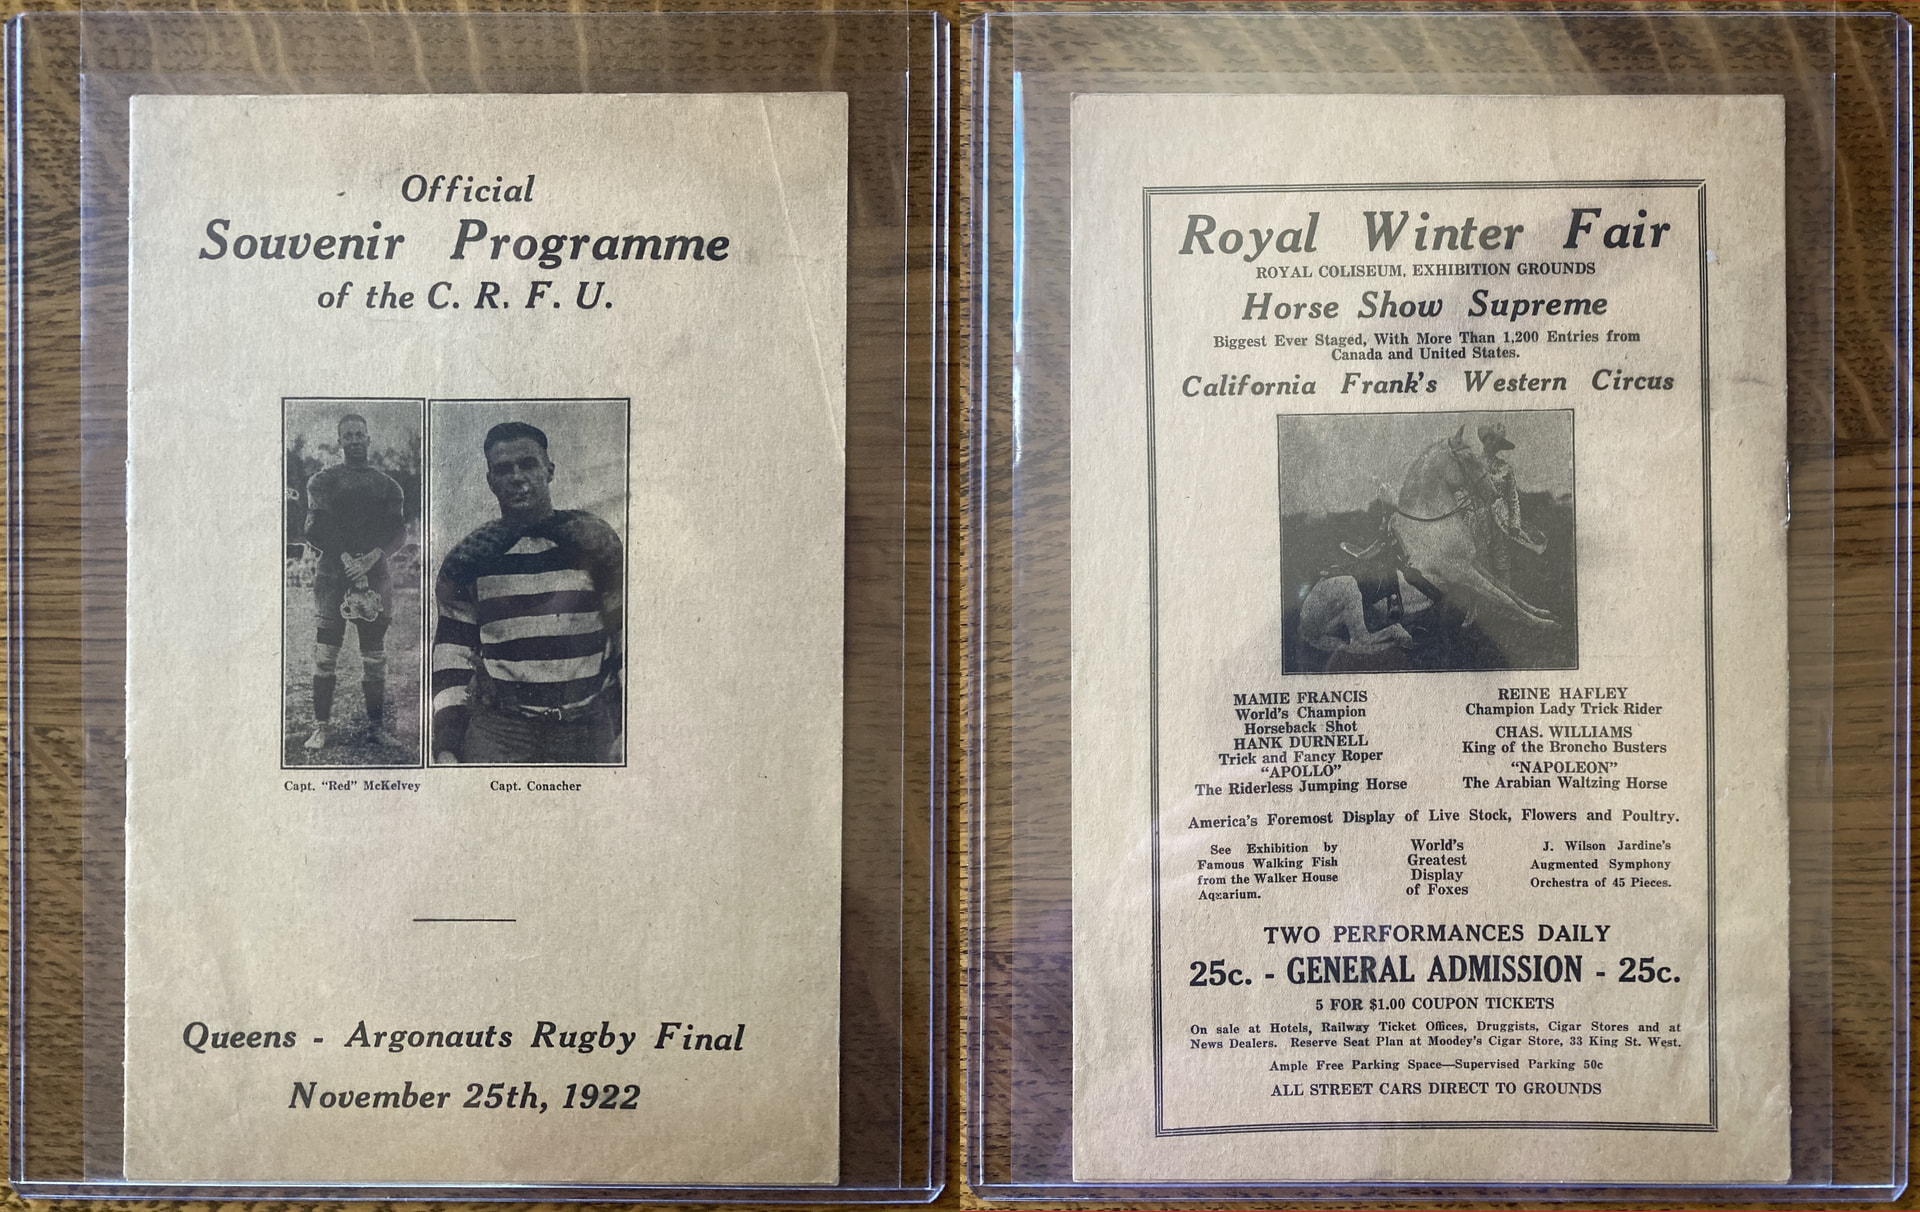 Official
Souvenir Programme
of the C. R. F. U.
Capt. "Red" McKelvey
Capt. Conacher
Queens - Argonauts Rugby Final
November 25th, 1922
Royal Winter Fair
ROYAL COLISEUM, EXHIBITION GROUNDS
Horse Show Supreme
Biggest Ever Staged, With More Than 1,200 Entries from
Canada and United States.
California Frank's Western Circus
MAMIE FRANCIS
World's Champion
Horseback Shot
HANK DURNELL
Trick and Fancy Roper
"APOLLO"
The Riderless Jumping Horse
REINE HAFLEY
Champion Lady Trick Rider
CHAS. WILLIAMS
King of the Broncho Busters
"NAPOLEON"
The Arabian Waltzing Horse
America's Foremost Display of Live Stock, Flowers and Poultry.
See Exhibition by
Famous Walking Fish
from the Walker House
Aquarium.
World's
Greatest
Display
of Foxes
J. Wilson Jardine's
Augmented Symphony
Orchestra of 45 Pieces.
TWO PERFORMANCES DAILY
25c. - GENERAL ADMISSION - 25c.
5 FOR $1.00 COUPON TICKETS
On sale at Hotels, Railway Ticket Offices, Druggists, Cigar Stores and at
News Dealers. Reserve Seat Plan at Moodey's Cigar Store, 33 King St. West.
Ample Free Parking Space—Supervised Parking 50c
ALL STREET CARS DIRECT TO GROUNDS